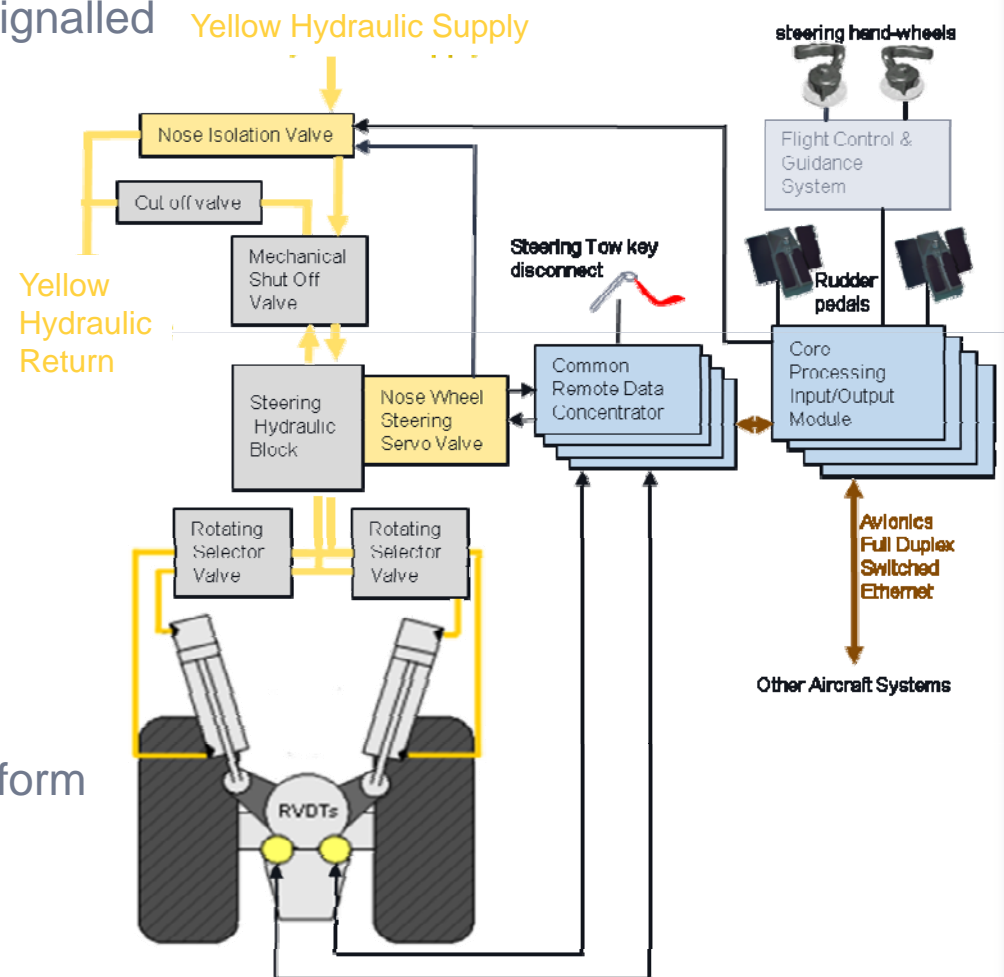 ignalled
Yellow Hydraulic Supply
steering hand-wheels
Nose Isolation Valve
Flight Control &
Guidance
System
Cut off valve
Mechanical
Shut Off
Valve
Steering Tow key
disconnect
Rudder
pedals
Yellow
Hydraulic
Return
Common
Remote Data
Concentrator
Core
Processing
Input/Output
Module
Steering
Hydraulic
Block
Nose Wheel
Steering
Servo Valve
Rotating
Selector
Valve
Rotating
Selector
Valve
Avionics
Full Duplex
Switched
Ethernet
Other Aircraft Systems
form
RVDTs